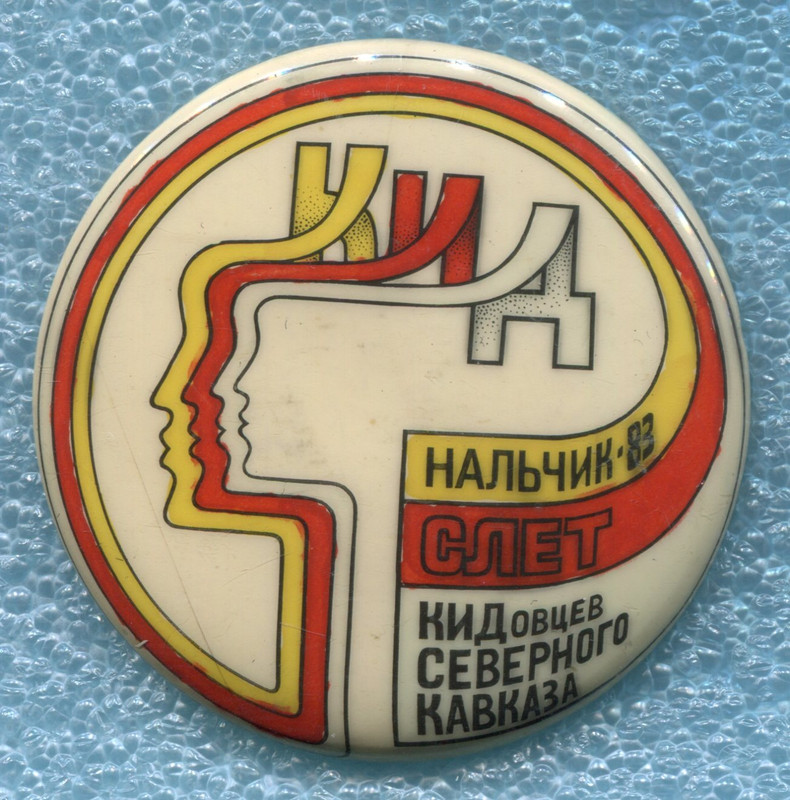 КИД
НАЛЬЧИК-83
СЛЕТ
КИДОВЦЕВ
СЕВЕРНОГО
КАВКАЗА